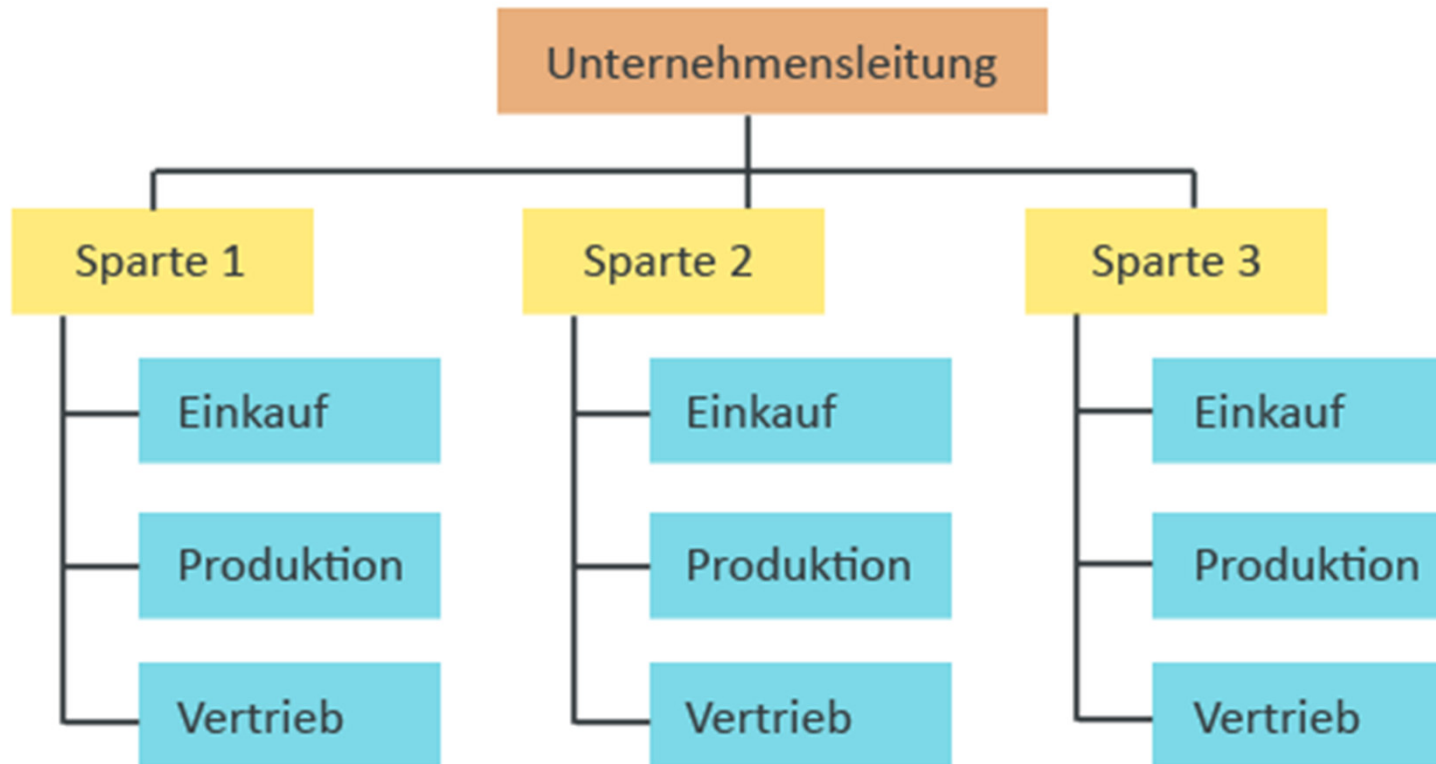 Unternehmensleitung
Sparte 1
Sparte 2
Sparte 3
Einkauf
Einkauf
Einkauf
Produktion
Produktion
Produktion
Vertrieb
Vertrieb
Vertrieb